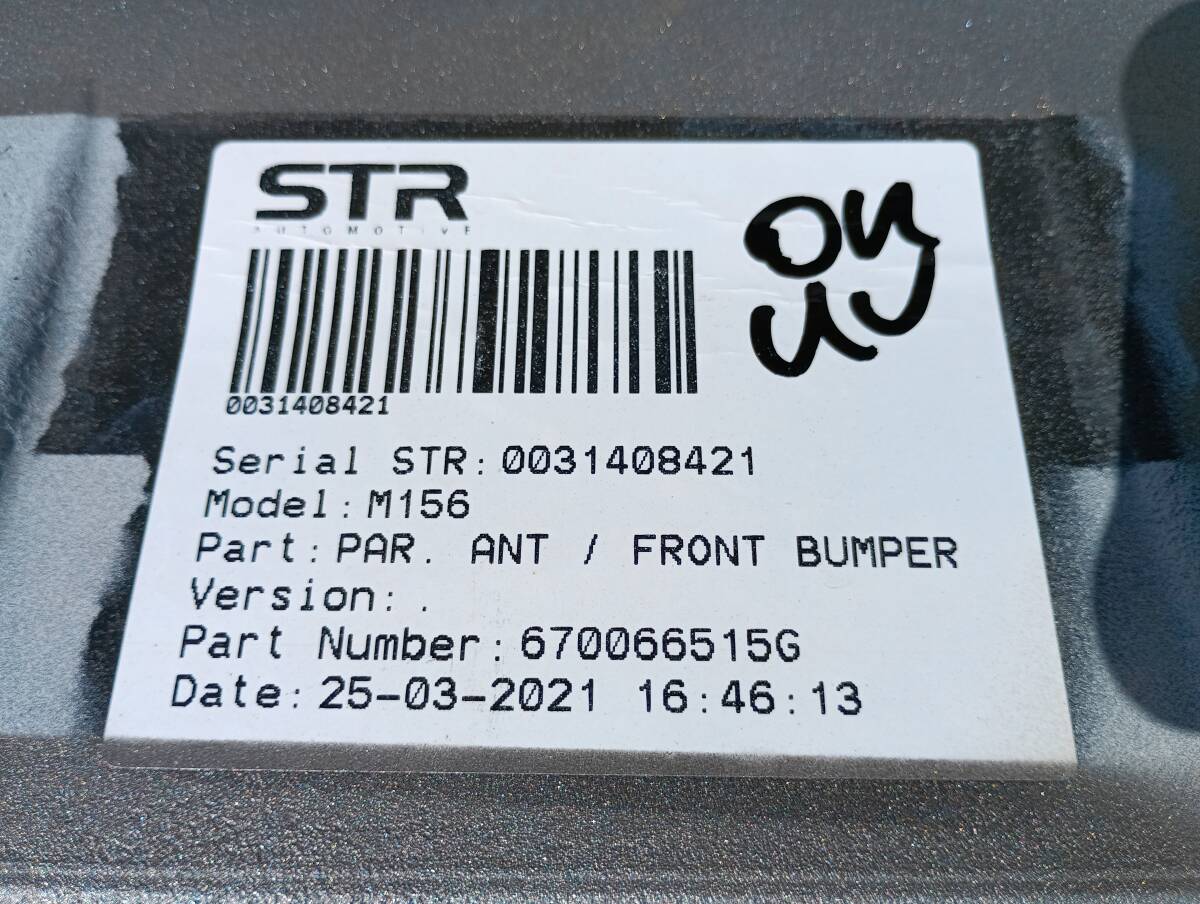 STR
AUTOMOTIVE
0031408421
Serial STR: 0031408421
Model: M156
Part: PAR. ANT / FRONT BUMPER
Version: .
Part Number: 670066515G
Date: 25-03-2021 16:46:13